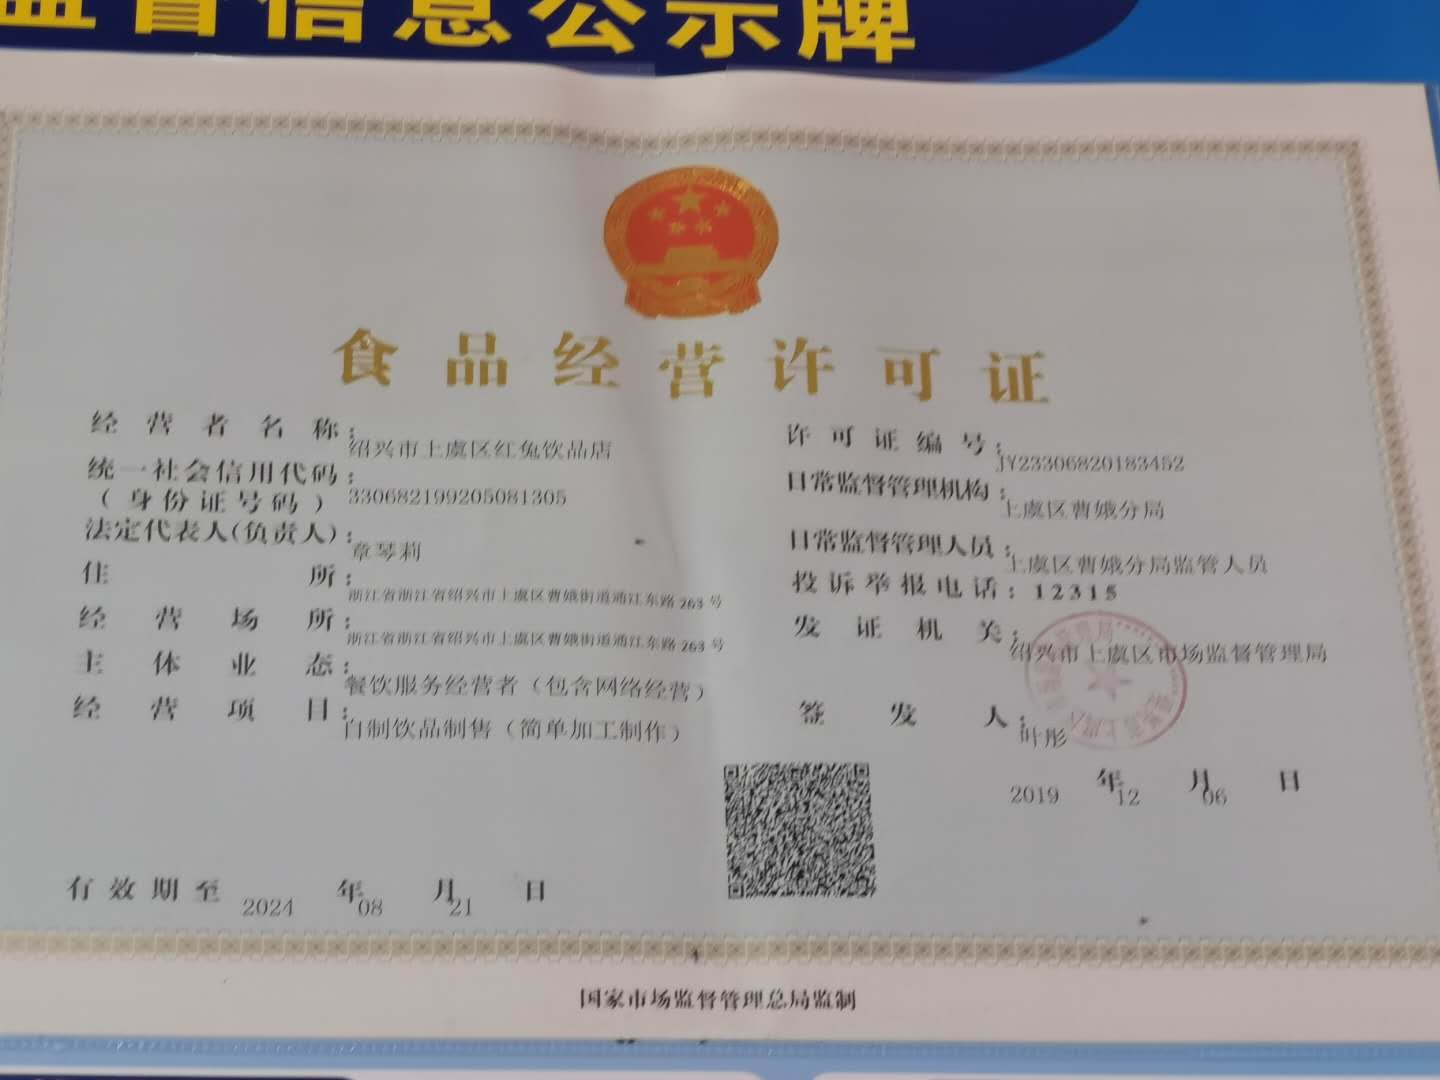 监督信息公示牌
食品经营许可证
经营者名称：绍兴市上虞区红兔饮品店
统一社会信用代码：
（身份证号码）330682199205081305
法定代表人(负责人)：章琴莉
住所：浙江省浙江省绍兴市上虞区曹娥街道通江东路263号
经营场所：浙江省浙江省绍兴市上虞区曹娥街道通江东路263号
主体业态：餐饮服务经营者（包含网络经营）
经营项目：自制饮品制售（简单加工制作）
许可证编号：JY23306820183452
日常监督管理机构：上虞区曹娥分局
日常监督管理人员：上虞区曹娥分局监管人员
投诉举报电话：12315
发证机关：绍兴市上虞区市场监督管理局
签发人：叶彤
2019年12月06日
有效期至2024年08月21日
国家市场监督管理总局监制